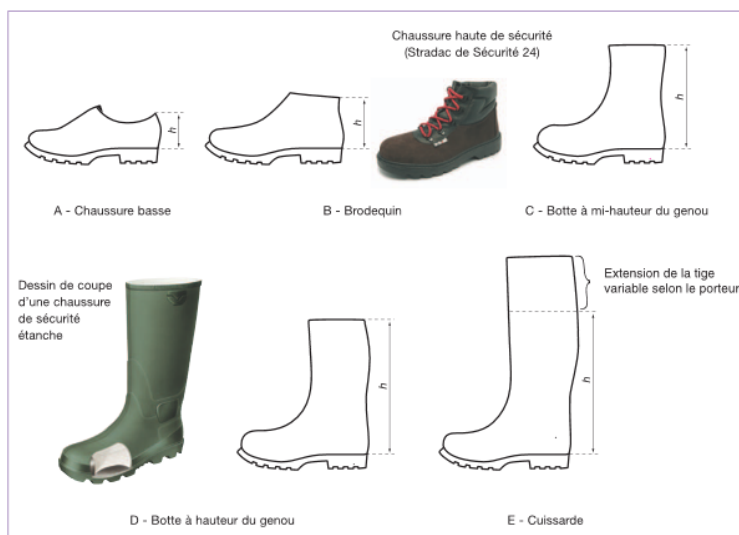 Chaussure haute de sécurité
(Stradac de Sécurité 24)
h
h
h
A - Chaussure basse
B - Brodequin
C - Botte à mi-hauteur du genou
Dessin de coupe
d'une chaussure
de sécurité
étanche
Extension de la tige
variable selon le porteur
h
h
D - Botte à hauteur du genou
E - Cuissarde